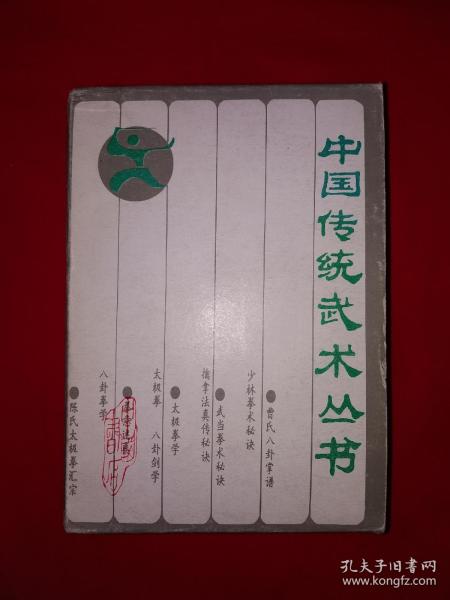 中国传统武术丛书
曹氏八卦掌谱
少林拳术秘诀
武当拳术秘诀
擒拿法真传秘诀
太极拳学
太极拳 八卦剑学
八卦拳学
陈氏太极拳汇宗
孔夫子旧书网
www.kongfz.com